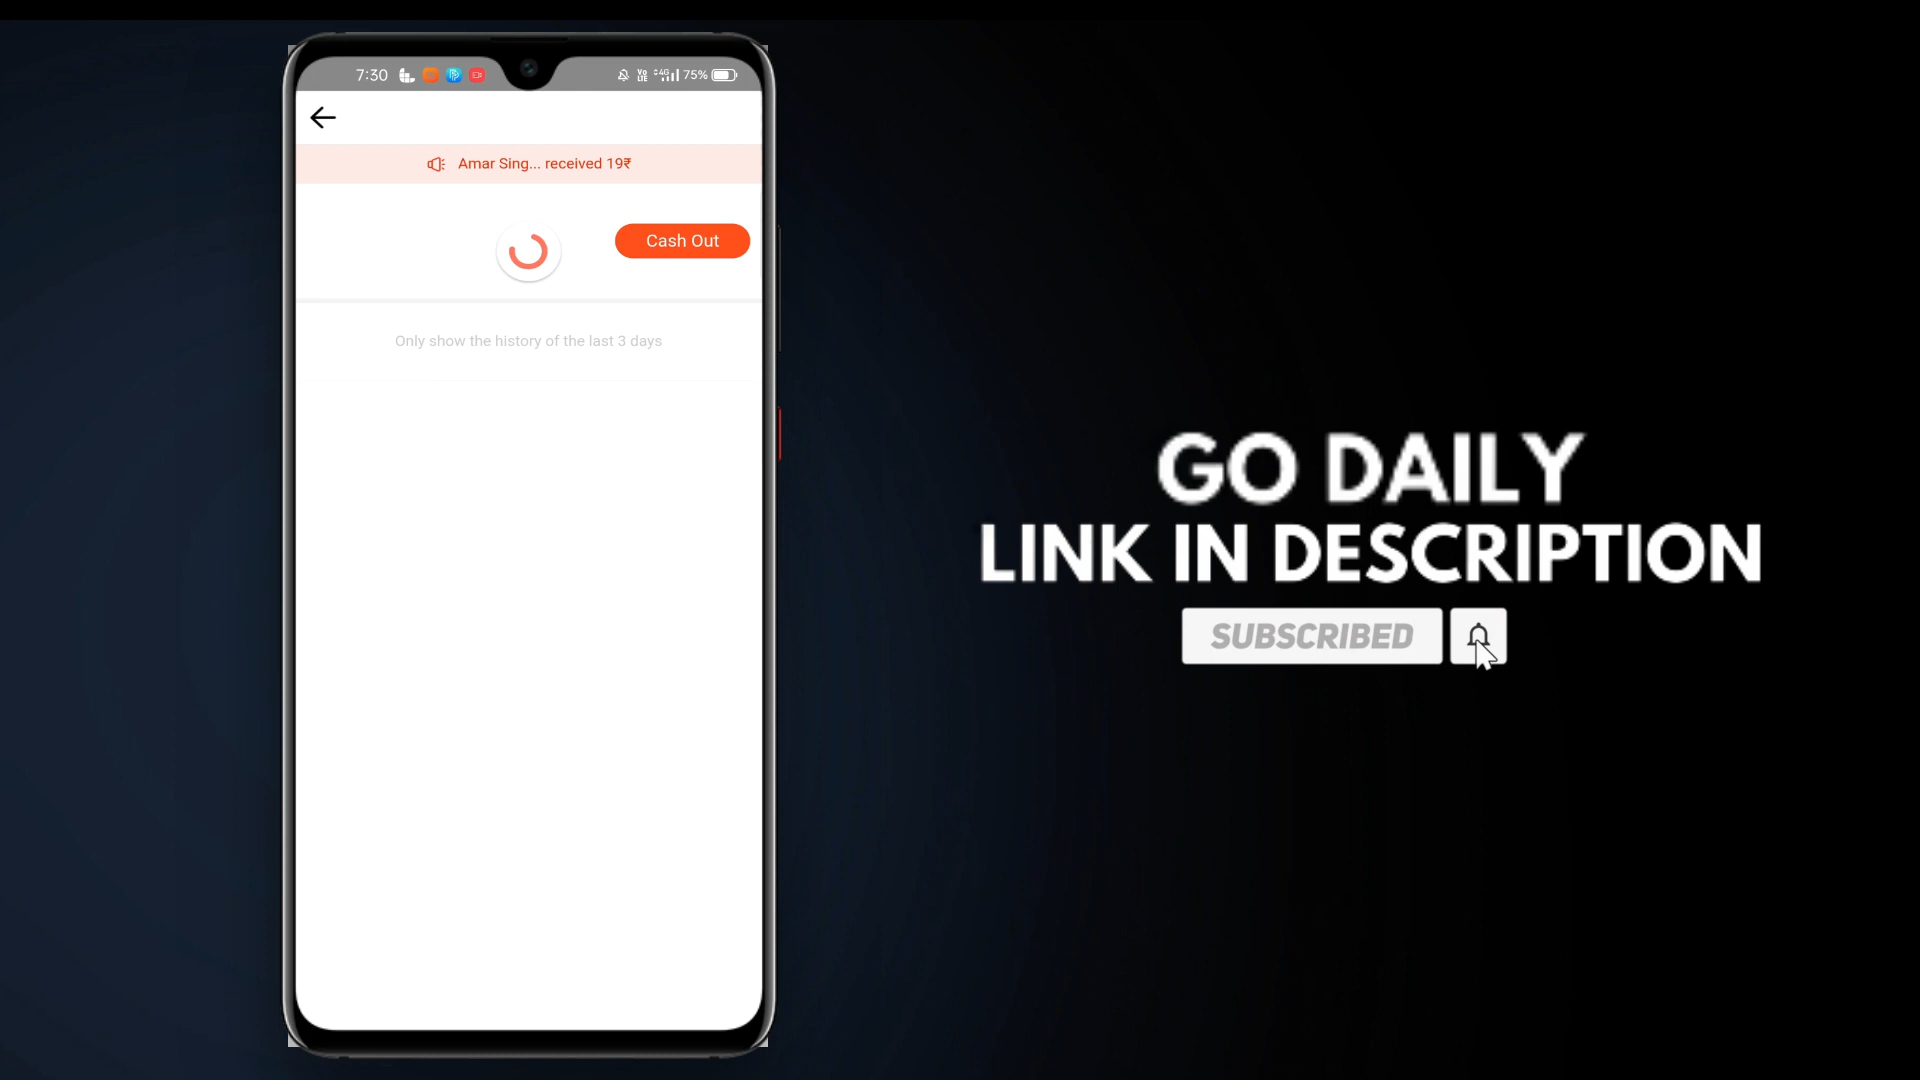 7:30
4G 75%
Amar Sing... received 19₹
Cash Out
Only show the history of the last 3 days
GO DAILY
LINK IN DESCRIPTION
SUBSCRIBED